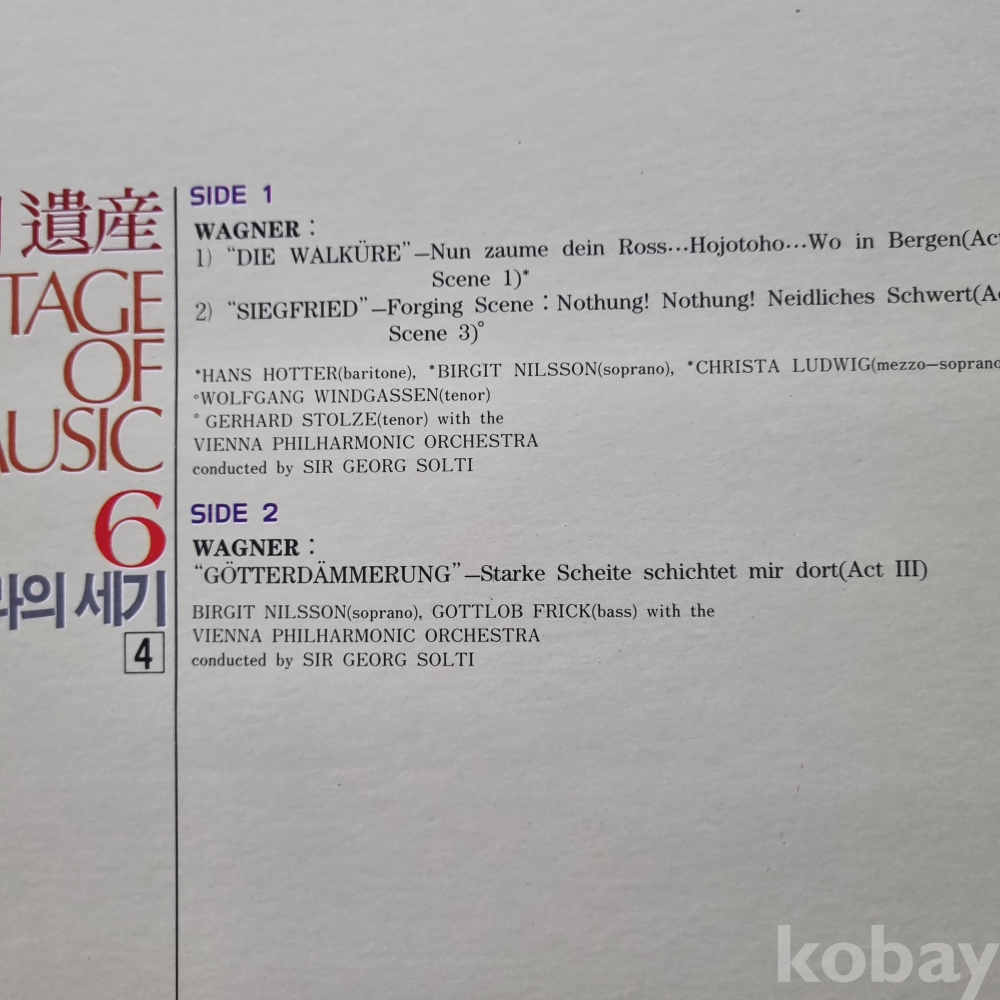 遺産
TAGE
OF
MUSIC
6
라의 세기
4
SIDE 1
WAGNER :
1) “DIE WALKÜRE”—Nun zaume dein Ross…Hojotoho…Wo in Bergen(Act
Scene 1)*
2) “SIEGFRIED”—Forging Scene : Nothung! Nothung! Neidliches Schwert(Ac
Scene 3)°
*HANS HOTTER(baritone), *BIRGIT NILSSON(soprano), *CHRISTA LUDWIG(mezzo—soprano
°WOLFGANG WINDGASSEN(tenor)
° GERHARD STOLZE(tenor) with the
VIENNA PHILHARMONIC ORCHESTRA
conducted by SIR GEORG SOLTI
SIDE 2
WAGNER :
“GÖTTERDÄMMERUNG”—Starke Scheite schichtet mir dort(Act III)
BIRGIT NILSSON(soprano), GOTTLOB FRICK(bass) with the
VIENNA PHILHARMONIC ORCHESTRA
conducted by SIR GEORG SOLTI
kobay